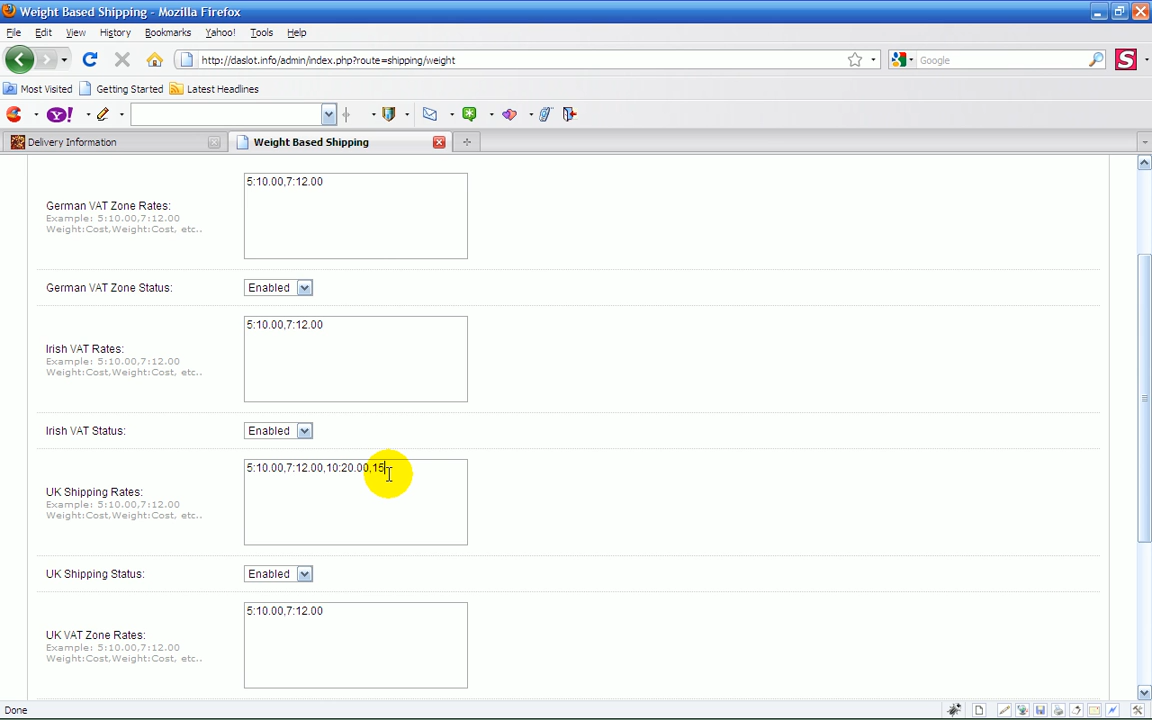 Weight Based Shipping - Mozilla Firefox
File Edit View History Bookmarks Yahoo! Tools Help
http://daslot.info/admin/index.php?route=shipping/weight
Google
S
Most Visited Getting Started Latest Headlines
Y!
Delivery Information Weight Based Shipping
5:10.00,7:12.00
German VAT Zone Rates:
Example: 5:10.00,7:12.00
Weight:Cost,Weight:Cost, etc..
German VAT Zone Status: Enabled
5:10.00,7:12.00
Irish VAT Rates:
Example: 5:10.00,7:12.00
Weight:Cost,Weight:Cost, etc..
Irish VAT Status: Enabled
5:10.00,7:12.00,10:20.00,15
UK Shipping Rates:
Example: 5:10.00,7:12.00
Weight:Cost,Weight:Cost, etc..
UK Shipping Status: Enabled
5:10.00,7:12.00
UK VAT Zone Rates:
Example: 5:10.00,7:12.00
Weight:Cost,Weight:Cost, etc..
Done